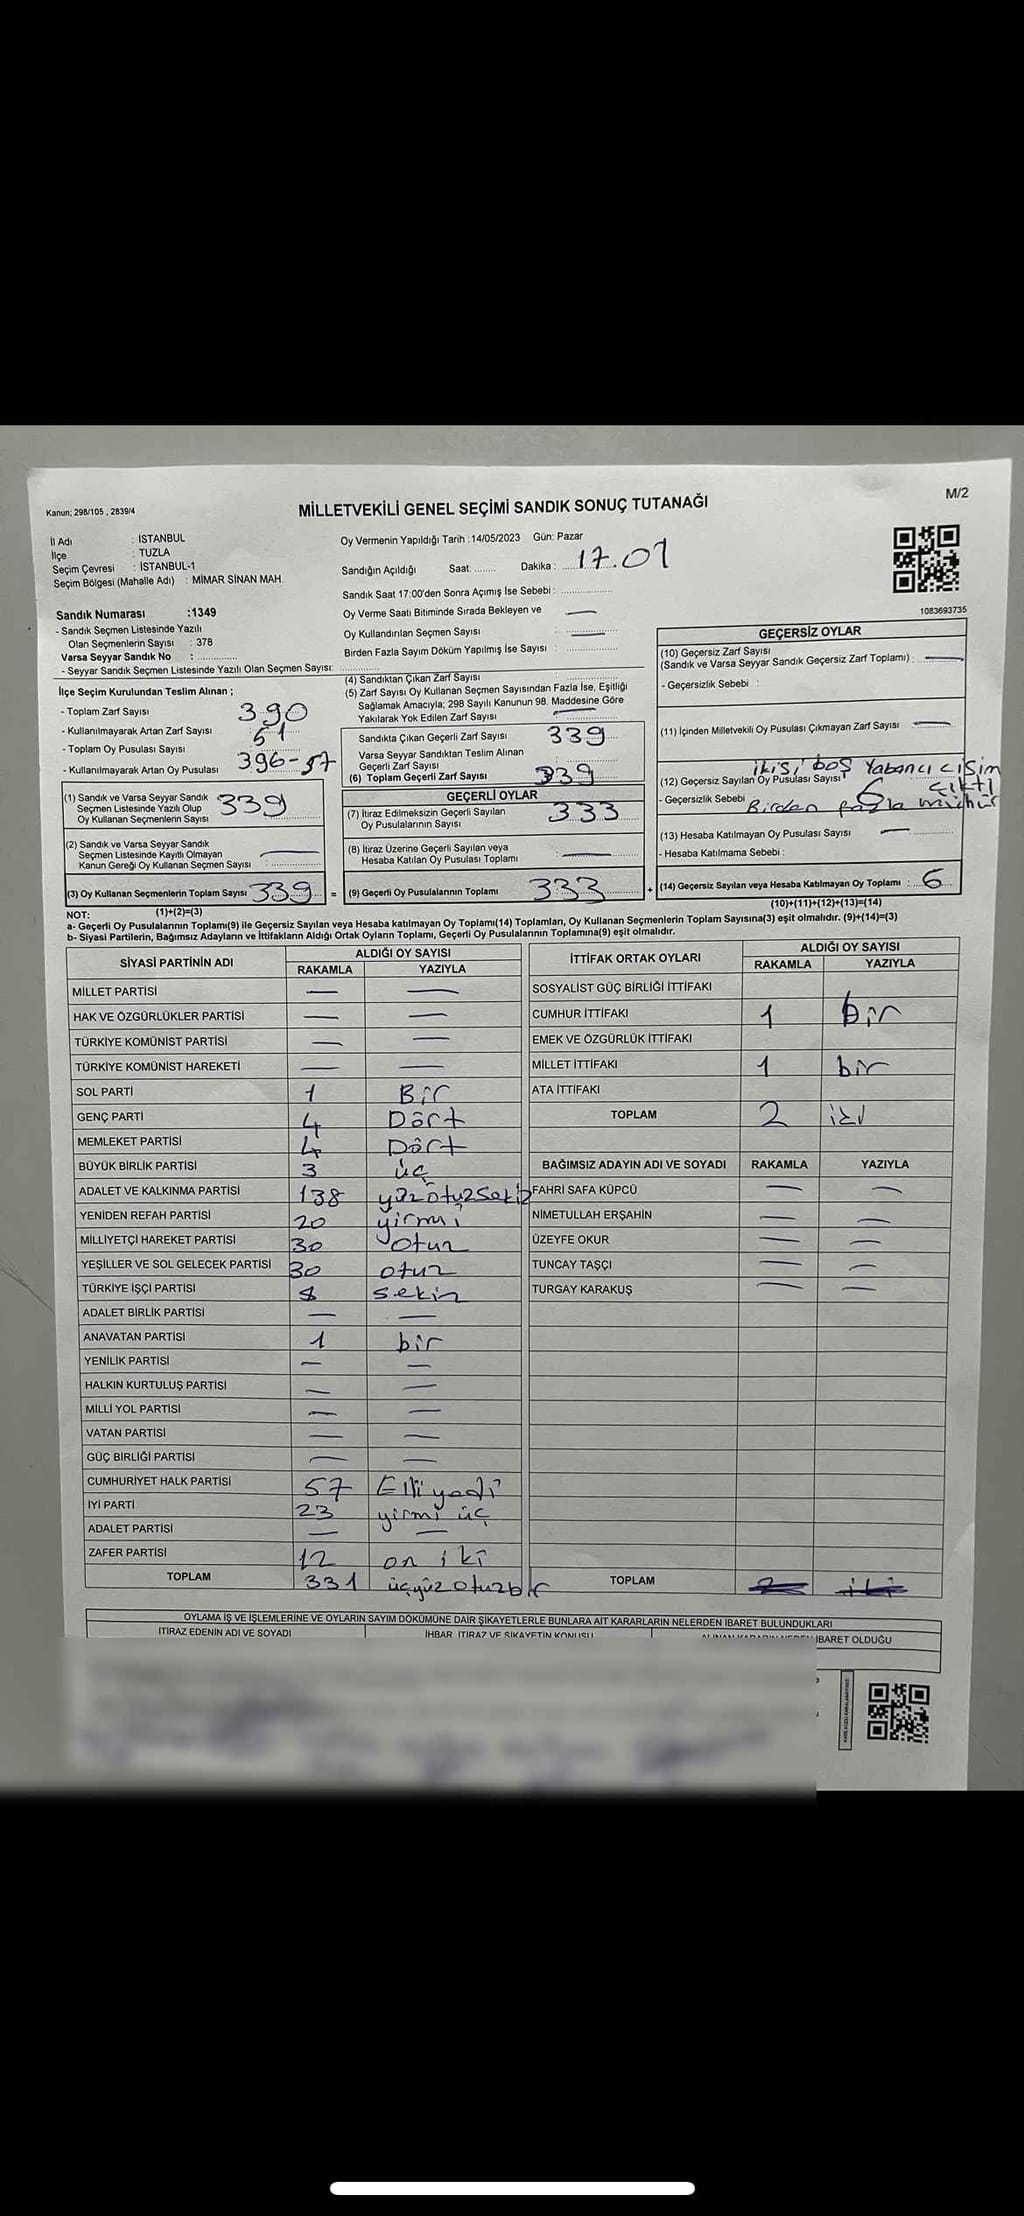 M/2
Kanun; 298/105 , 2839/4
MİLLETVEKİLİ GENEL SEÇİMİ SANDIK SONUÇ TUTANAĞI
İl Adı : İSTANBUL
İlçe : TUZLA
Seçim Çevresi : İSTANBUL-1
Seçim Bölgesi (Mahalle Adı) : MİMAR SİNAN MAH.
Oy Vermenin Yapıldığı Tarih :14/05/2023 Gün: Pazar
Sandığın Açıldığı Saat: ........ Dakika : 17.01
Sandık Saat 17:00'den Sonra Açımış İse Sebebi :
Sandık Numarası :1349
- Sandık Seçmen Listesinde Yazılı
Olan Seçmenlerin Sayısı : 378
Varsa Seyyar Sandık No :
- Seyyar Sandık Seçmen Listesinde Yazılı Olan Seçmen Sayısı:
Oy Verme Saati Bitiminde Sırada Bekleyen ve —
Oy Kullandırılan Seçmen Sayısı : —
Birden Fazla Sayım Döküm Yapılmış İse Sayısı :
1083693735
İlçe Seçim Kurulundan Teslim Alınan ;
- Toplam Zarf Sayısı 390
- Kullanılmayarak Artan Zarf Sayısı 51
- Toplam Oy Pusulası Sayısı 396-57
- Kullanılmayarak Artan Oy Pusulası
(1) Sandık ve Varsa Seyyar Sandık
Seçmen Listesinde Yazılı Olup 339
Oy Kullanan Seçmenlerin Sayısı
(2) Sandık ve Varsa Seyyar Sandık
Seçmen Listesinde Kayıtlı Olmayan —
Kanun Gereği Oy Kullanan Seçmen Sayısı :
(3) Oy Kullanan Seçmenlerin Toplam Sayısı 339 =
(4) Sandıktan Çıkan Zarf Sayısı
(5) Zarf Sayısı Oy Kullanan Seçmen Sayısından Fazla İse, Eşitliği
Sağlamak Amacıyla; 298 Sayılı Kanunun 98. Maddesine Göre
Yakılarak Yok Edilen Zarf Sayısı —
Sandıkta Çıkan Geçerli Zarf Sayısı 339
Varsa Seyyar Sandıktan Teslim Alınan
Geçerli Zarf Sayısı
(6) Toplam Geçerli Zarf Sayısı 339
GEÇERLİ OYLAR
(7) İtiraz Edilmeksizin Geçerli Sayılan 333
Oy Pusulalarının Sayısı
(8) İtiraz Üzerine Geçerli Sayılan veya
Hesaba Katılan Oy Pusulası Toplamı : —
(9) Geçerli Oy Pusulalarının Toplamı 333 +
GEÇERSİZ OYLAR
(10) Geçersiz Zarf Sayısı
(Sandık ve Varsa Seyyar Sandık Geçersiz Zarf Toplamı) : —
- Geçersizlik Sebebi :
(11) İçinden Milletvekili Oy Pusulası Çıkmayan Zarf Sayısı —
ikisi boş Yabancı cisim
(12) Geçersiz Sayılan Oy Pusulası Sayısı 6 çıktı
- Geçersizlik Sebebi Birden fazla mühür
(13) Hesaba Katılmayan Oy Pusulası Sayısı —
- Hesaba Katılmama Sebebi :
(14) Geçersiz Sayılan veya Hesaba Katılmayan Oy Toplamı : 6
(10)+(11)+(12)+(13)=(14)
NOT: (1)+(2)=(3)
a- Geçerli Oy Pusulalarının Toplamı(9) ile Geçersiz Sayılan veya Hesaba katılmayan Oy Toplamı(14) Toplamları, Oy Kullanan Seçmenlerin Toplam Sayısına(3) eşit olmalıdır. (9)+(14)=(3)
b- Siyasi Partilerin, Bağımsız Adayların ve İttifakların Aldığı Ortak Oyların Toplamı, Geçerli Oy Pusulalarının Toplamına(9) eşit olmalıdır.
SİYASİ PARTİNİN ADI ALDIĞI OY SAYISI
RAKAMLA YAZIYLA
MİLLET PARTİSİ — —
HAK VE ÖZGÜRLÜKLER PARTİSİ — —
TÜRKİYE KOMÜNİST PARTİSİ — —
TÜRKİYE KOMÜNİST HAREKETİ — —
SOL PARTİ 1 Bir
GENÇ PARTİ 4 Dört
MEMLEKET PARTİSİ 4 Dört
BÜYÜK BİRLİK PARTİSİ 3 üç
ADALET VE KALKINMA PARTİSİ 138 yüzotuzsekiz
YENİDEN REFAH PARTİSİ 20 yirmi
MİLLİYETÇİ HAREKET PARTİSİ 30 otuz
YEŞİLLER VE SOL GELECEK PARTİSİ 30 otuz
TÜRKİYE İŞÇİ PARTİSİ 8 sekiz
ADALET BİRLİK PARTİSİ — —
ANAVATAN PARTİSİ 1 bir
YENİLİK PARTİSİ — —
HALKIN KURTULUŞ PARTİSİ — —
MİLLİ YOL PARTİSİ — —
VATAN PARTİSİ — —
GÜÇ BİRLİĞİ PARTİSİ — —
CUMHURİYET HALK PARTİSİ 57 Elli yedi
İYİ PARTİ 23 yirmi üç
ADALET PARTİSİ — —
ZAFER PARTİSİ 12 on iki
TOPLAM 331 üçyüzotuzbir
İTTİFAK ORTAK OYLARI ALDIĞI OY SAYISI
RAKAMLA YAZIYLA
SOSYALİST GÜÇ BİRLİĞİ İTTİFAKI
CUMHUR İTTİFAKI 1 bir
EMEK VE ÖZGÜRLÜK İTTİFAKI
MİLLET İTTİFAKI 1 bir
ATA İTTİFAKI
TOPLAM 2 iki
BAĞIMSIZ ADAYIN ADI VE SOYADI RAKAMLA YAZIYLA
FAHRİ SAFA KÜPCÜ — —
NİMETULLAH ERŞAHİN — —
ÜZEYFE OKUR — —
TUNCAY TAŞÇI — —
TURGAY KARAKUŞ — —
TOPLAM 2 iki
OYLAMA İŞ VE İŞLEMLERİNE VE OYLARIN SAYIM DÖKÜMÜNE DAİR ŞİKAYETLERLE BUNLARA AİT KARARLARIN NELERDEN İBARET BULUNDUKLARI
İTİRAZ EDENİN ADI VE SOYADI İHBAR, İTİRAZ VE ŞİKAYETİN KONUSU İBARET OLDUĞU